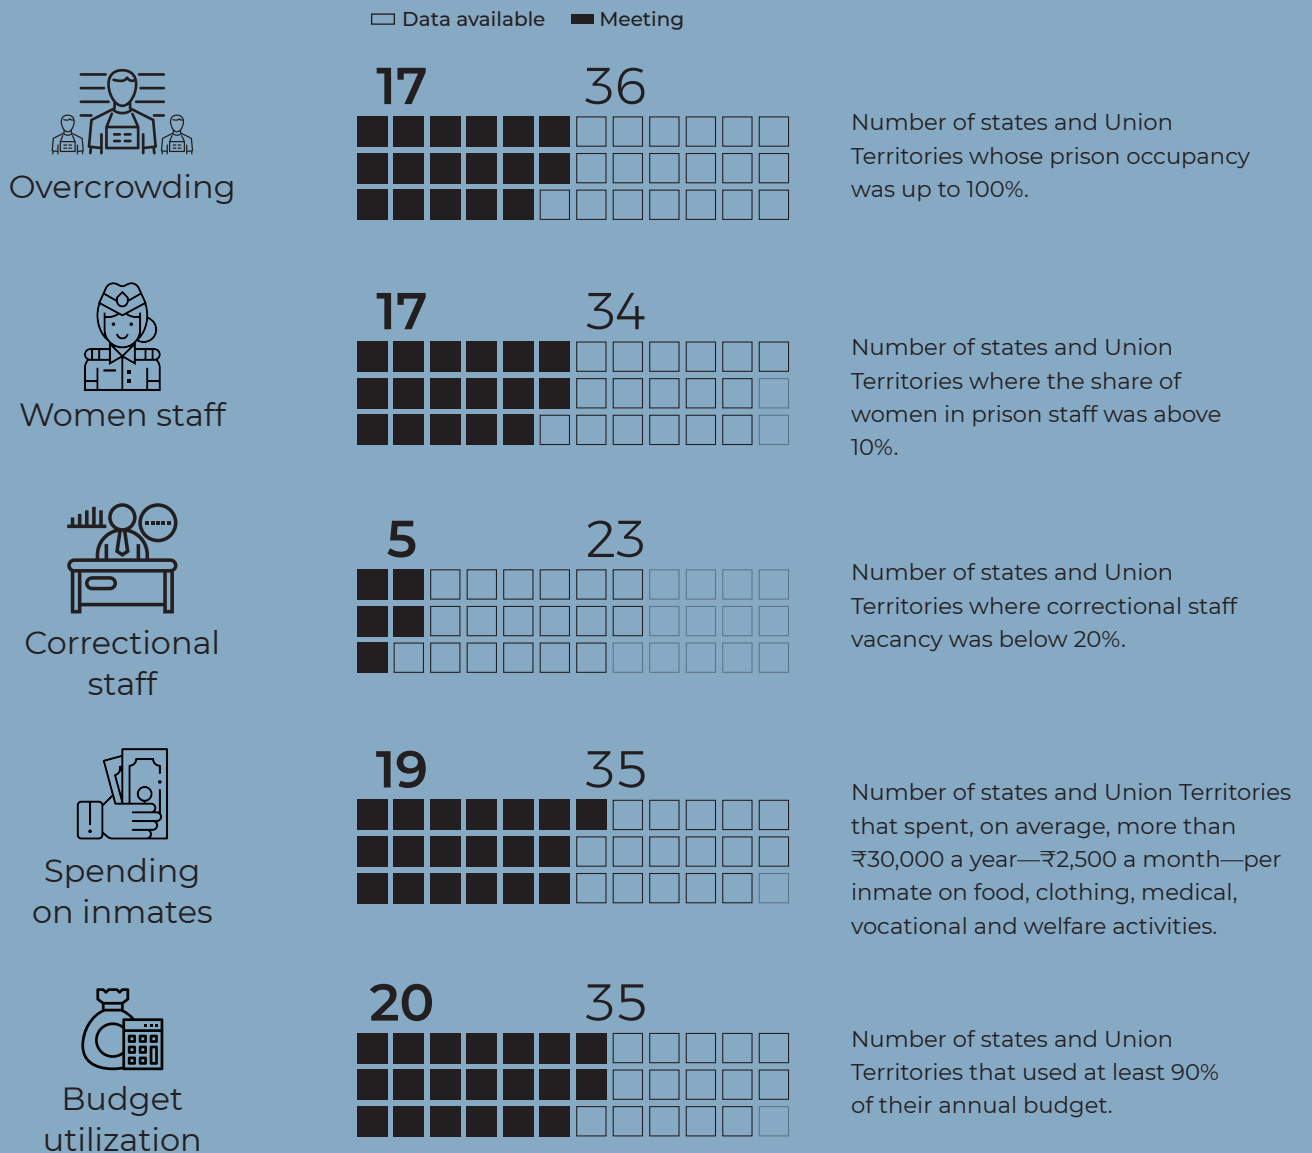 Data available Meeting
17 36
Overcrowding
Number of states and Union
Territories whose prison occupancy
was up to 100%.
17 34
Women staff
Number of states and Union
Territories where the share of
women in prison staff was above
10%.
5 23
Correctional
staff
Number of states and Union
Territories where correctional staff
vacancy was below 20%.
19 35
Spending
on inmates
Number of states and Union Territories
that spent, on average, more than
₹30,000 a year—₹2,500 a month—per
inmate on food, clothing, medical,
vocational and welfare activities.
20 35
Budget
utilization
Number of states and Union
Territories that used at least 90%
of their annual budget.